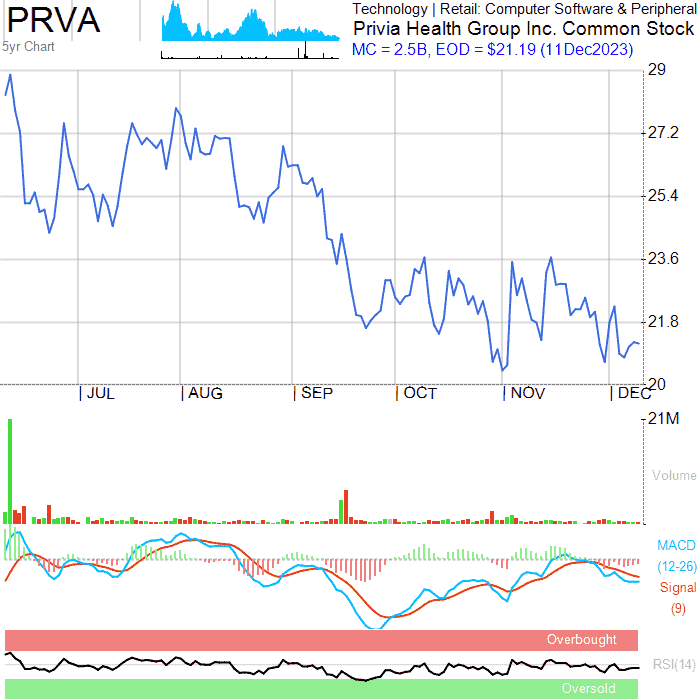 PRVA
5yr Chart
Technology | Retail: Computer Software & Peripheral
Privia Health Group Inc. Common Stock
MC = 2.5B, EOD = $21.19 (11Dec2023)
29
27.2
25.4
23.6
21.8
20
JUL
AUG
SEP
OCT
NOV
DEC
21M
Volume
MACD
(12-26)
Signal
(9)
Overbought
RSI(14)
Oversold